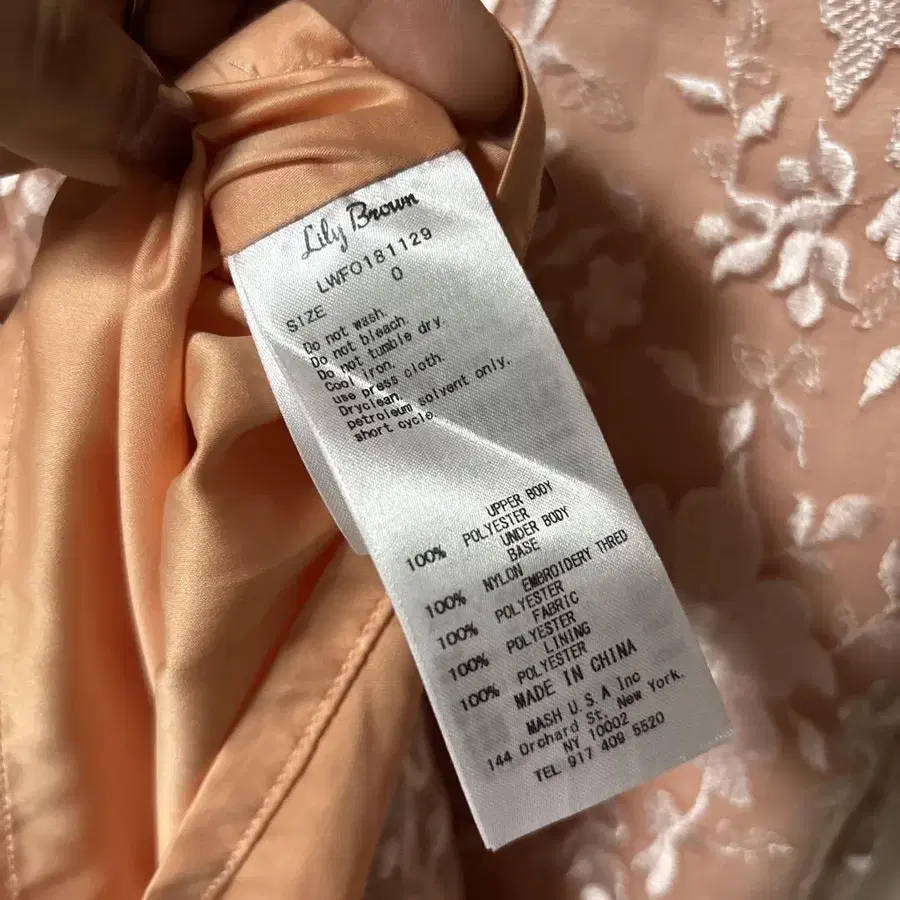 Lily Brown
LWFO181129
SIZE 0
Do not wash.
Do not bleach.
Do not tumble dry.
Cool iron.
use press cloth.
Dryclean.
petroleum solvent only.
short cycle
UPPER BODY
100% POLYESTER
UNDER BODY
BASE
100% NYLON
EMBROIDERY THRED
100% POLYESTER
FABRIC
100% POLYESTER
LINING
100% POLYESTER
MADE IN CHINA
MASH U.S.A Inc
144 Orchard St. New York.
NY 10002
TEL 917 409 5520